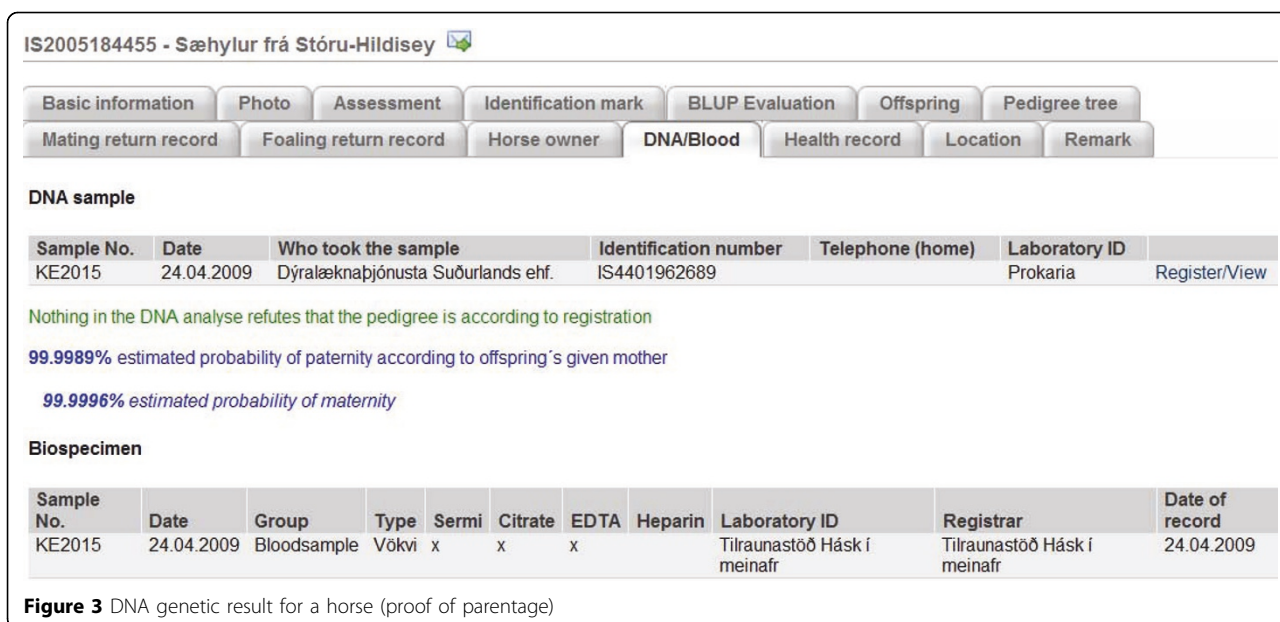 IS2005184455 - Sæhylur frá Stóru-Hildisey
Basic information Photo Assessment Identification mark BLUP Evaluation Offspring Pedigree tree
Mating return record Foaling return record Horse owner DNA/Blood Health record Location Remark
DNA sample
Sample No. Date Who took the sample Identification number Telephone (home) Laboratory ID
KE2015 24.04.2009 Dýralæknaþjónusta Suðurlands ehf. IS4401962689 Prokaria Register/View
Nothing in the DNA analyse refutes that the pedigree is according to registration
99.9989% estimated probability of paternity according to offspring´s given mother
99.9996% estimated probability of maternity
Biospecimen
Sample No. Date Group Type Sermi Citrate EDTA Heparin Laboratory ID Registrar Date of record
KE2015 24.04.2009 Bloodsample Vökvi x x x Tilraunastöð Hásk í meinafr Tilraunastöð Hásk í meinafr 24.04.2009
Figure 3 DNA genetic result for a horse (proof of parentage)